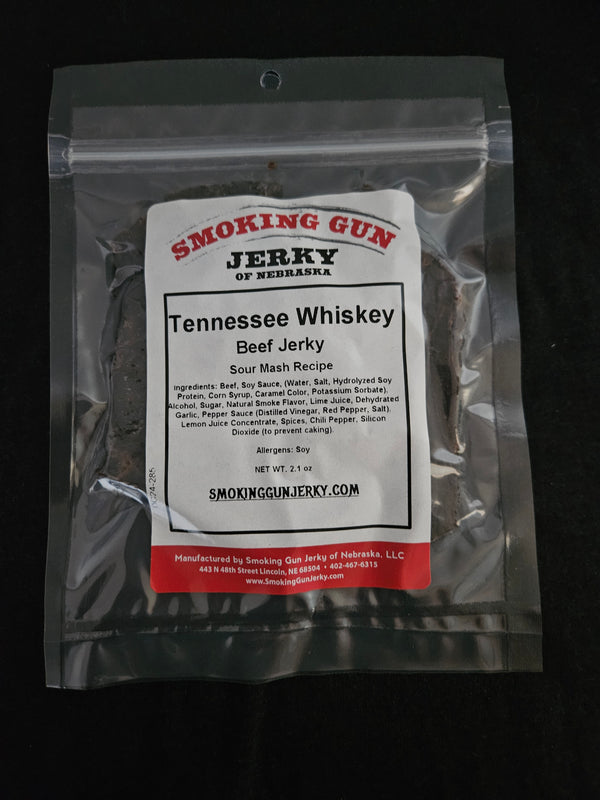 SMOKING GUN
JERKY
OF NEBRASKA
Tennessee Whiskey
Beef Jerky
Sour Mash Recipe
Ingredients: Beef, Soy Sauce, (Water, Salt, Hydrolyzed Soy
Protein, Corn Syrup, Caramel Color, Potassium Sorbate).
Alcohol, Sugar, Natural Smoke Flavor, Lime Juice, Dehydrated
Garlic, Pepper Sauce (Distilled Vinegar, Red Pepper, Salt).
Lemon Juice Concentrate, Spices, Chili Pepper, Silicon
Dioxide (to prevent caking).
Allergens: Soy
NET WT. 2.1 oz
SMOKINGGUNJERKY.COM
Manufactured by Smoking Gun Jerky of Nebraska, LLC
443 N 48th Street Lincoln, NE 68504 • 402-467-6315
www.SmokingGunJerky.com